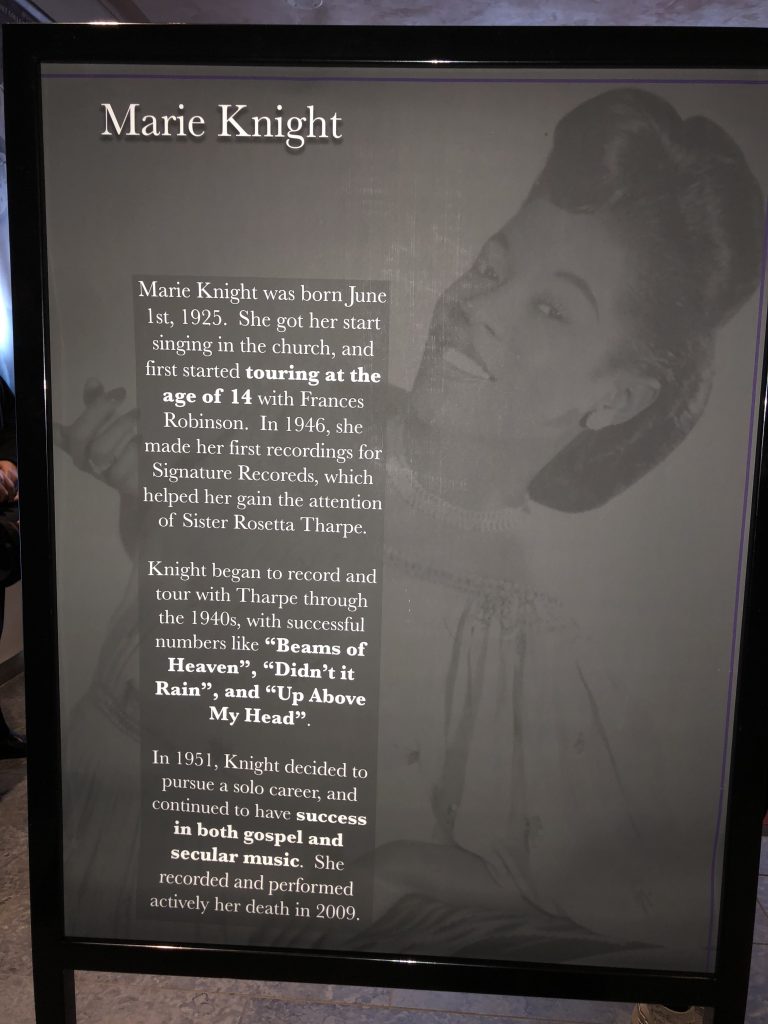 Marie Knight
Marie Knight was born June
1st, 1925. She got her start
singing in the church, and
first started touring at the
age of 14 with Frances
Robinson. In 1946, she
made her first recordings for
Signature Recoreds, which
helped her gain the attention
of Sister Rosetta Tharpe.
Knight began to record and
tour with Tharpe through
the 1940s, with successful
numbers like “Beams of
Heaven”, “Didn’t it
Rain”, and “Up Above
My Head”.
In 1951, Knight decided to
pursue a solo career, and
continued to have success
in both gospel and
secular music. She
recorded and performed
actively her death in 2009.